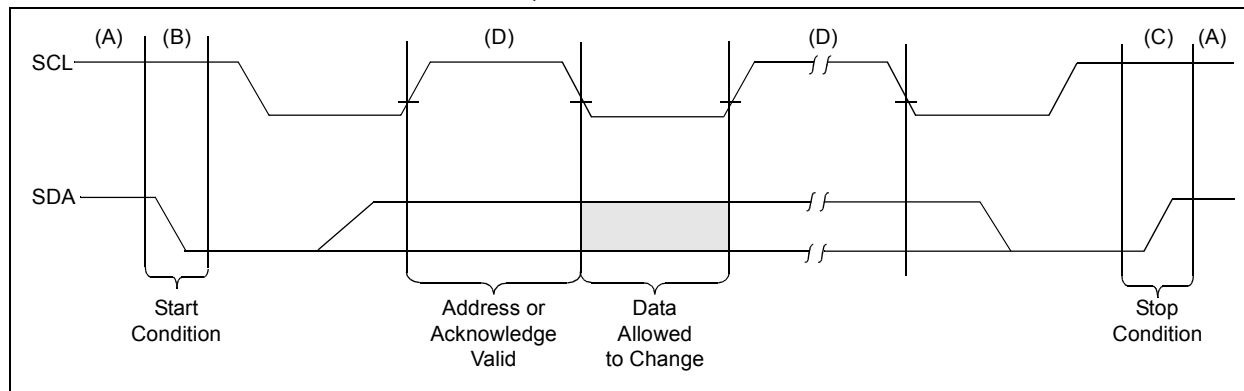 (A) (B) (D) (D) (C) (A)
SCL
SDA
Start
Condition
Address or
Acknowledge
Valid
Data
Allowed
to Change
Stop
Condition